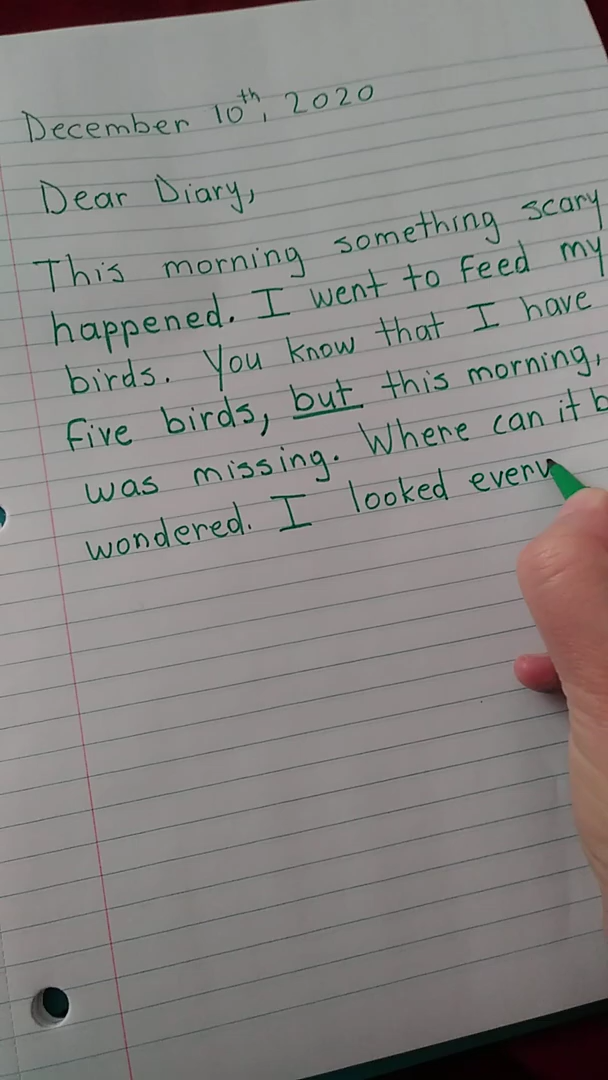 December 10th, 2020
Dear Diary,
This morning something scary
happened. I went to feed my
birds. You know that I have
five birds, but this morning,
was missing. Where can it b
wondered. I looked every